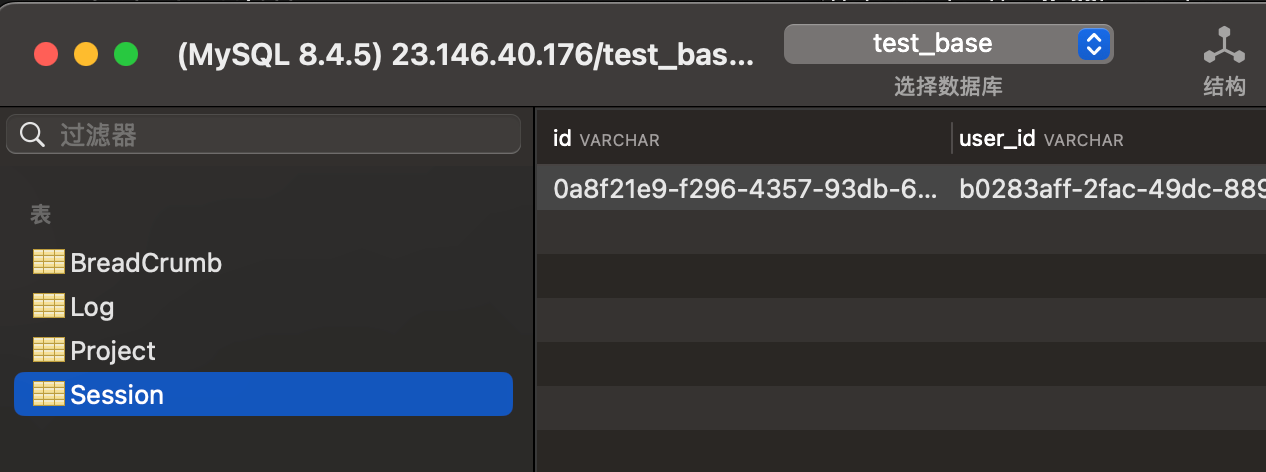 (MySQL 8.4.5) 23.146.40.176/test_bas...
test_base
选择数据库
结构
过滤器
表
BreadCrumb
Log
Project
Session
id VARCHAR
user_id VARCHAR
0a8f21e9-f296-4357-93db-6...
b0283aff-2fac-49dc-889